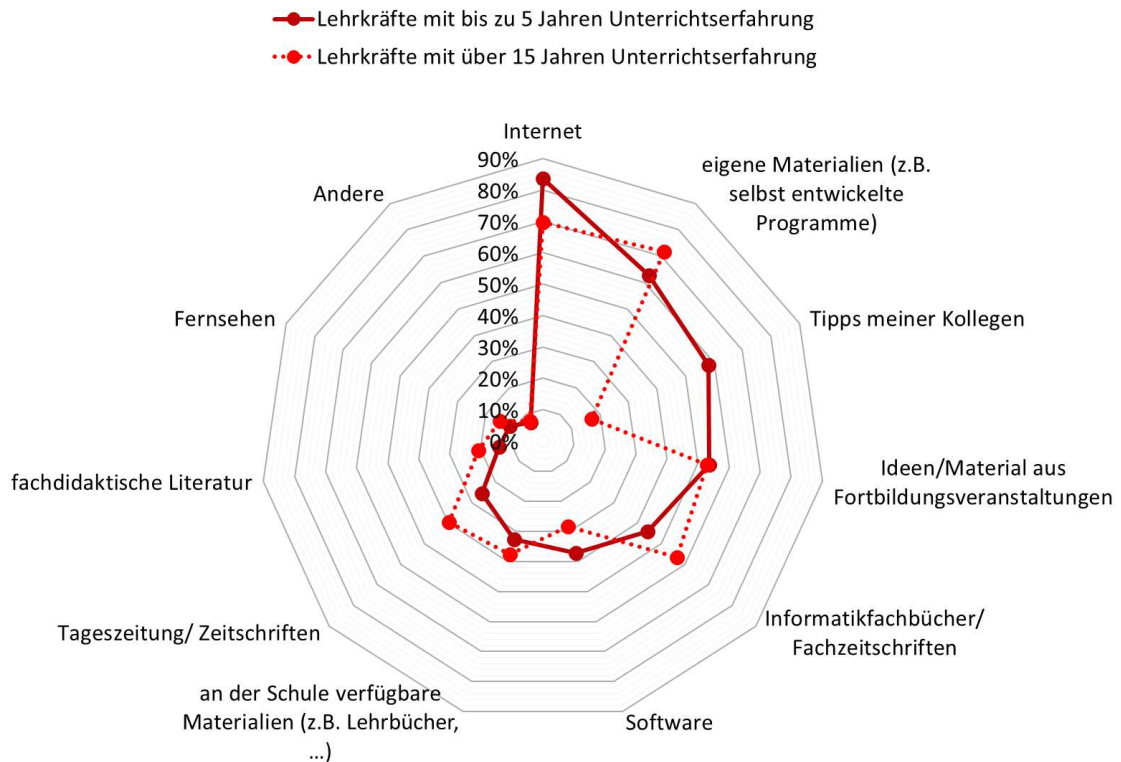 Lehrkräfte mit bis zu 5 Jahren Unterrichtserfahrung
Lehrkräfte mit über 15 Jahren Unterrichtserfahrung
Internet
eigene Materialien (z.B.
selbst entwickelte
Programme)
Tipps meiner Kollegen
Ideen/Material aus
Fortbildungsveranstaltungen
Informatikfachbücher/
Fachzeitschriften
Software
an der Schule verfügbare
Materialien (z.B. Lehrbücher,
...)
Tageszeitung/ Zeitschriften
fachdidaktische Literatur
Fernsehen
Andere
90%
80%
70%
60%
50%
40%
30%
20%
10%
0%